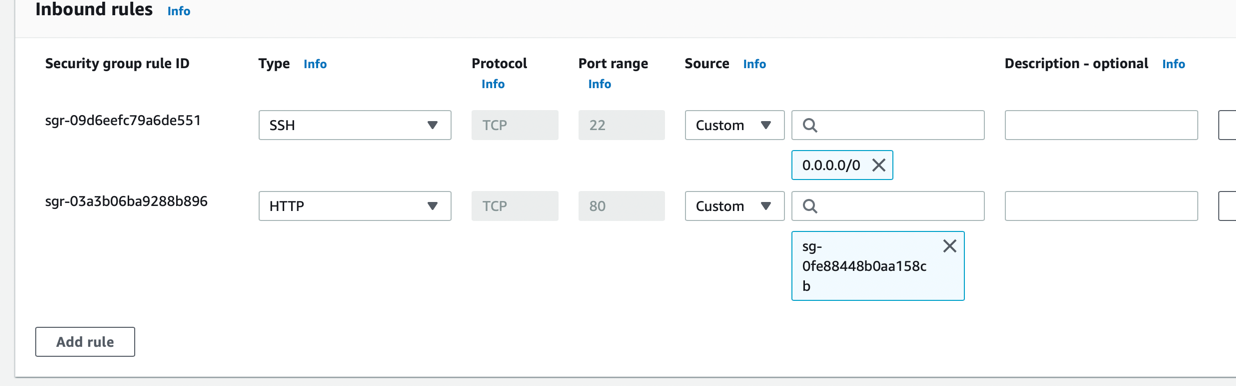 Inbound rules Info
Security group rule ID Type Info Protocol Info Port range Info Source Info Description - optional Info
sgr-09d6eefc79a6de551 SSH TCP 22 Custom
0.0.0.0/0
sgr-03a3b06ba9288b896 HTTP TCP 80 Custom
sg-
0fe88448b0aa158c
b
Add rule